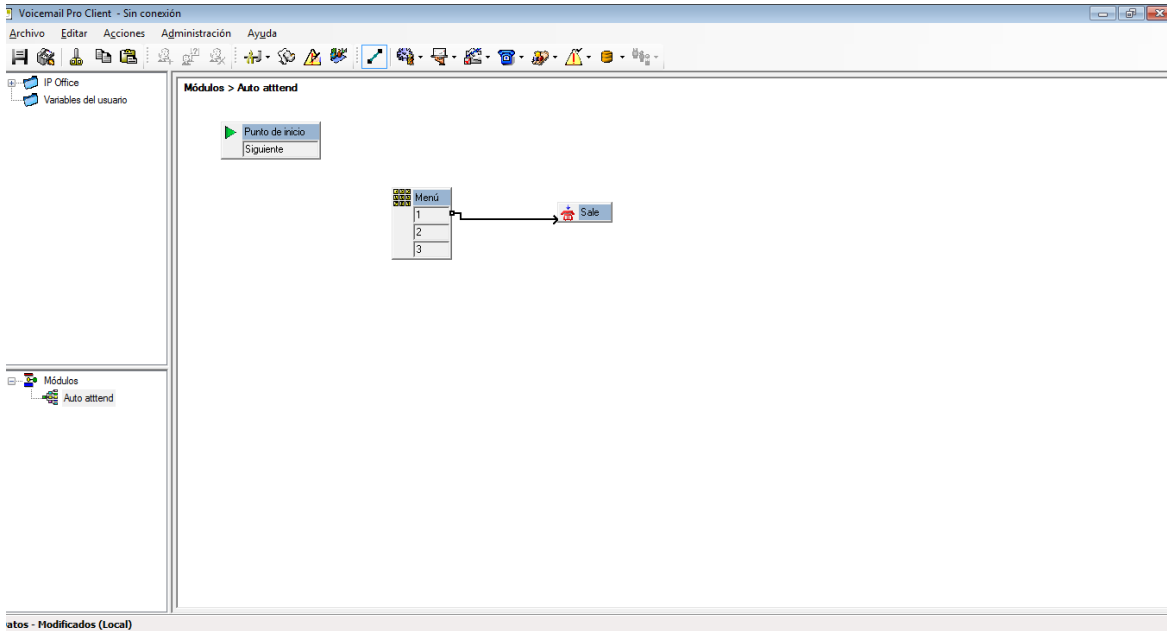 Voicemail Pro Client - Sin conexión
Archivo Editar Acciones Administración Ayuda
IP Office
Variables del usuario
Módulos > Auto atttend
Punto de inicio
Siguiente
Menú
1
2
3
Sale
Módulos
Auto atttend
atos - Modificados (Local)